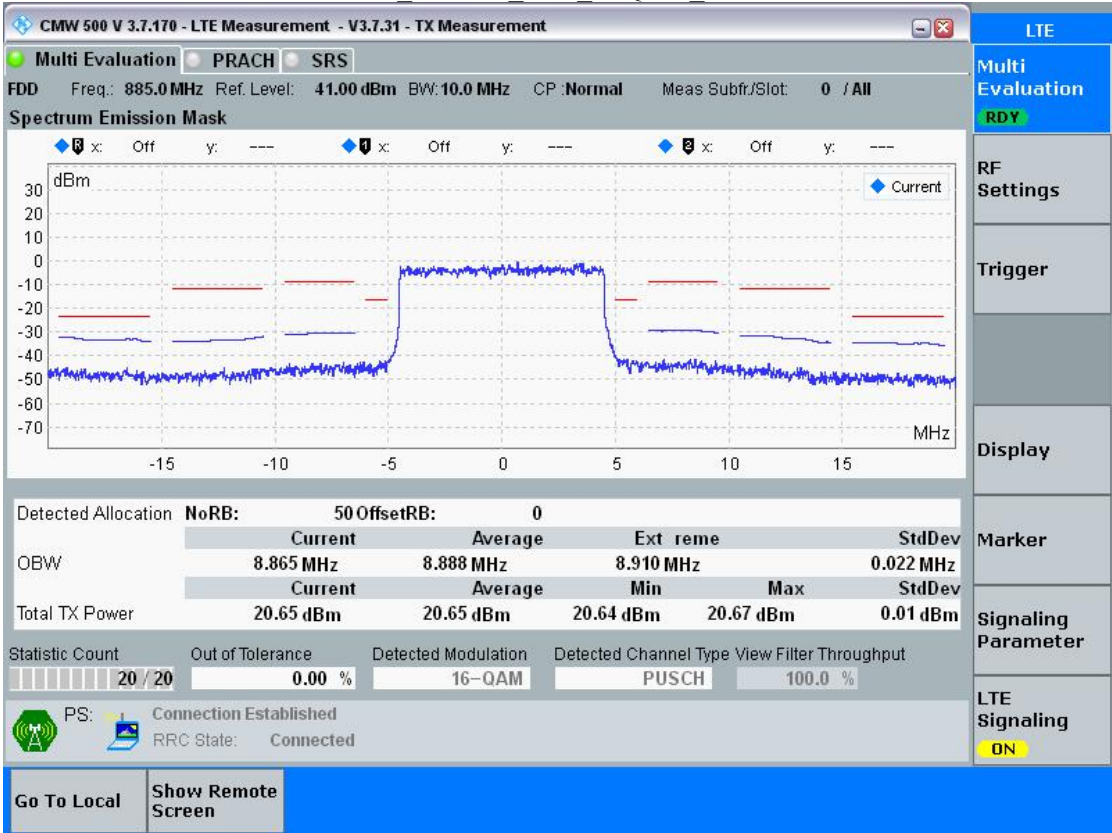 CMW 500 V 3.7.170 - LTE Measurement - V3.7.31 - TX Measurement
LTE
Multi Evaluation PRACH SRS
Multi
Evaluation
RDY
FDD Freq.: 885.0 MHz Ref. Level: 41.00 dBm BW: 10.0 MHz CP :Normal Meas Subfr./Slot: 0 / All
Spectrum Emission Mask
R x: Off y: --- 1 x: Off y: --- 2 x: Off y: ---
dBm
Current
30
20
10
0
-10
-20
-30
-40
-50
-60
-70
MHz
-15 -10 -5 0 5 10 15
RF
Settings
Trigger
Display
Marker
Signaling
Parameter
LTE
Signaling
ON
Detected Allocation NoRB: 50 OffsetRB: 0
Current Average Ext reme StdDev
OBW 8.865 MHz 8.888 MHz 8.910 MHz 0.022 MHz
Current Average Min Max StdDev
Total TX Power 20.65 dBm 20.65 dBm 20.64 dBm 20.67 dBm 0.01 dBm
Statistic Count Out of Tolerance Detected Modulation Detected Channel Type View Filter Throughput
20 / 20 0.00 % 16-QAM PUSCH 100.0 %
PS: Connection Established
RRC State: Connected
Go To Local
Show Remote
Screen